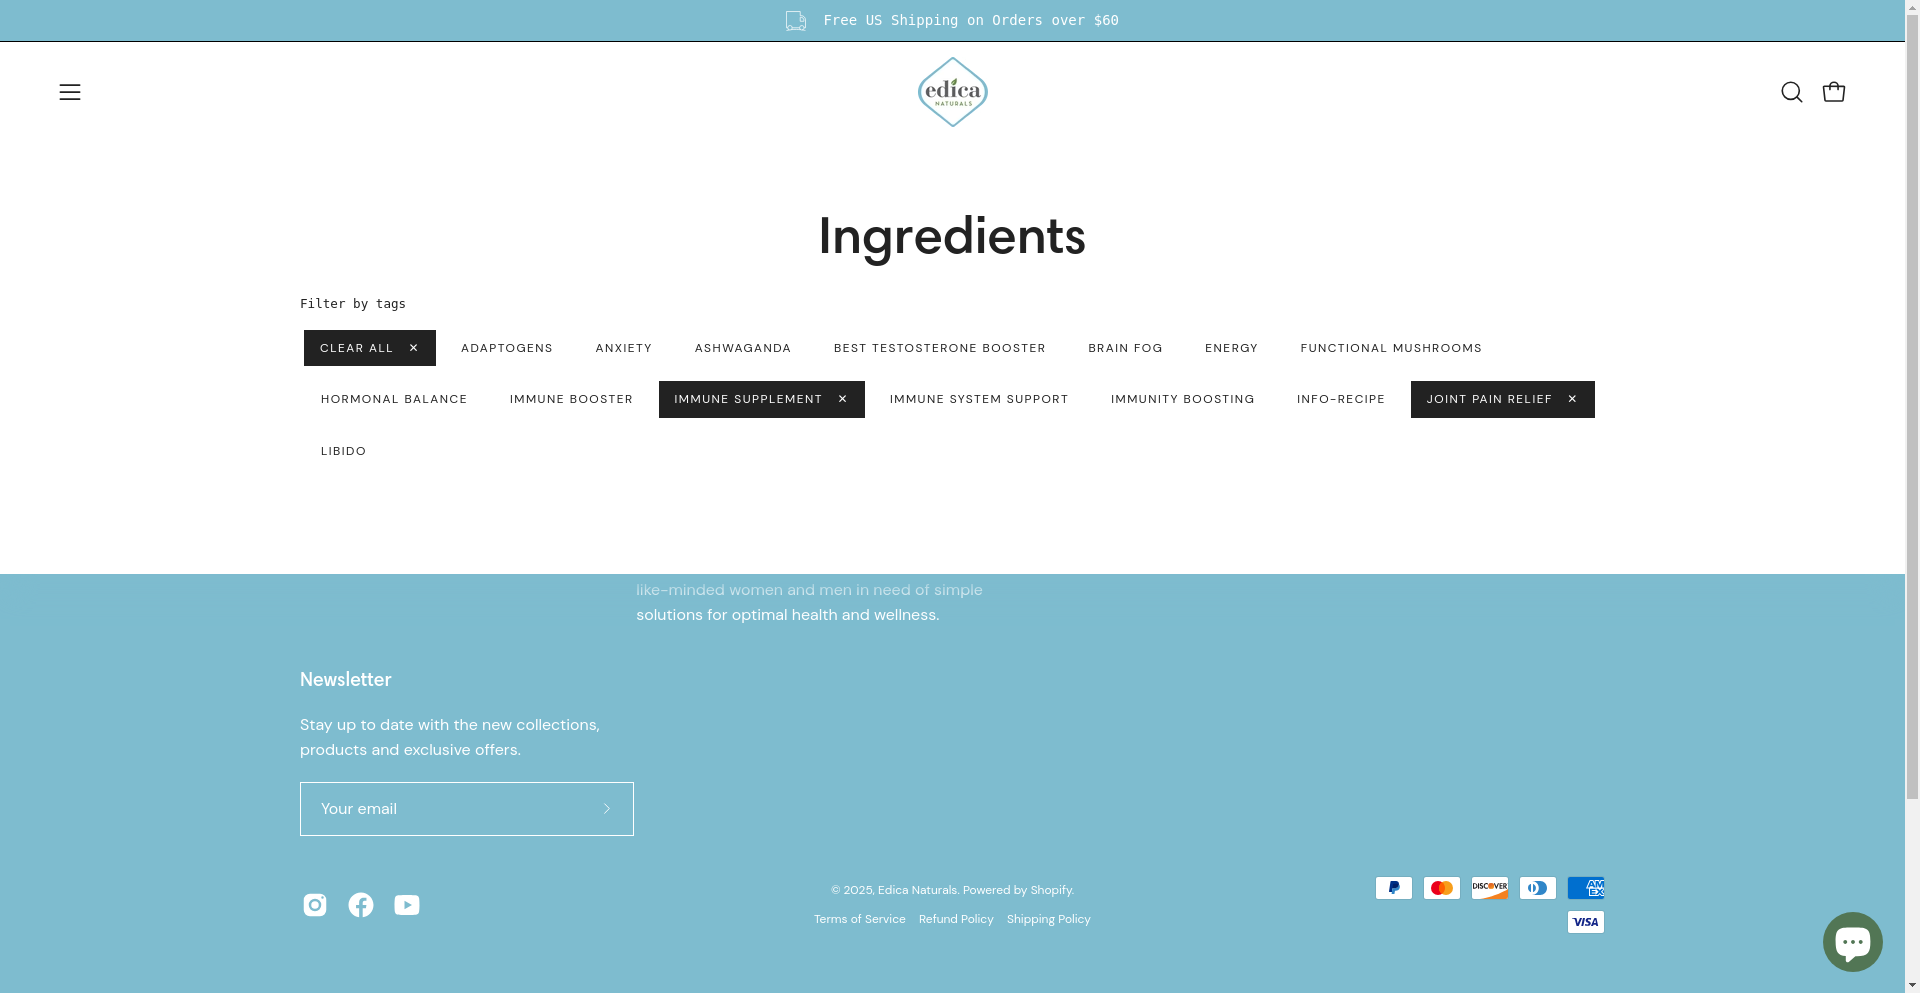 Free US Shipping on Orders over $60
edica
NATURALS
Ingredients
Filter by tags
CLEAR ALL ✕ ADAPTOGENS ANXIETY ASHWAGANDA BEST TESTOSTERONE BOOSTER BRAIN FOG ENERGY FUNCTIONAL MUSHROOMS
HORMONAL BALANCE IMMUNE BOOSTER IMMUNE SUPPLEMENT ✕ IMMUNE SYSTEM SUPPORT IMMUNITY BOOSTING INFO-RECIPE JOINT PAIN RELIEF ✕
LIBIDO
like-minded women and men in need of simple
solutions for optimal health and wellness.
Newsletter
Stay up to date with the new collections,
products and exclusive offers.
Your email
© 2025, Edica Naturals. Powered by Shopify.
Terms of Service Refund Policy Shipping Policy
DISCOVER
AM
EX
VISA